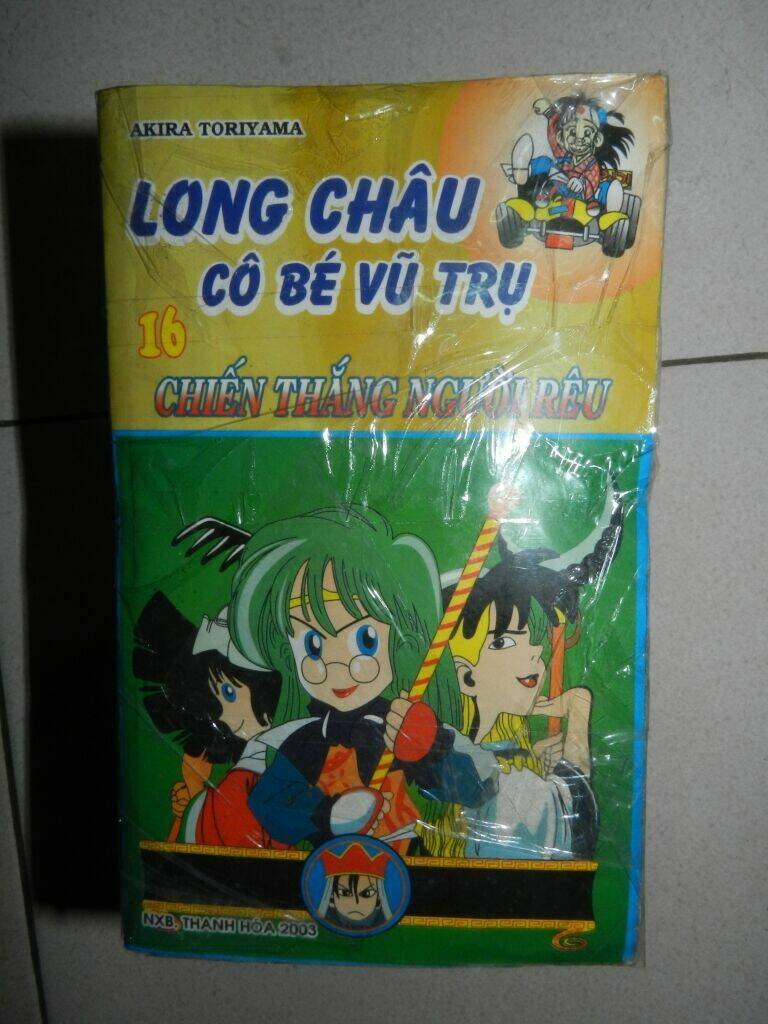 AKIRA TORIYAMA
LONG CHÂU
CÔ BÉ VŨ TRỤ
16
CHIẾN THẮNG NGƯỜI RÊU
NXB. THANH HÓA 2003